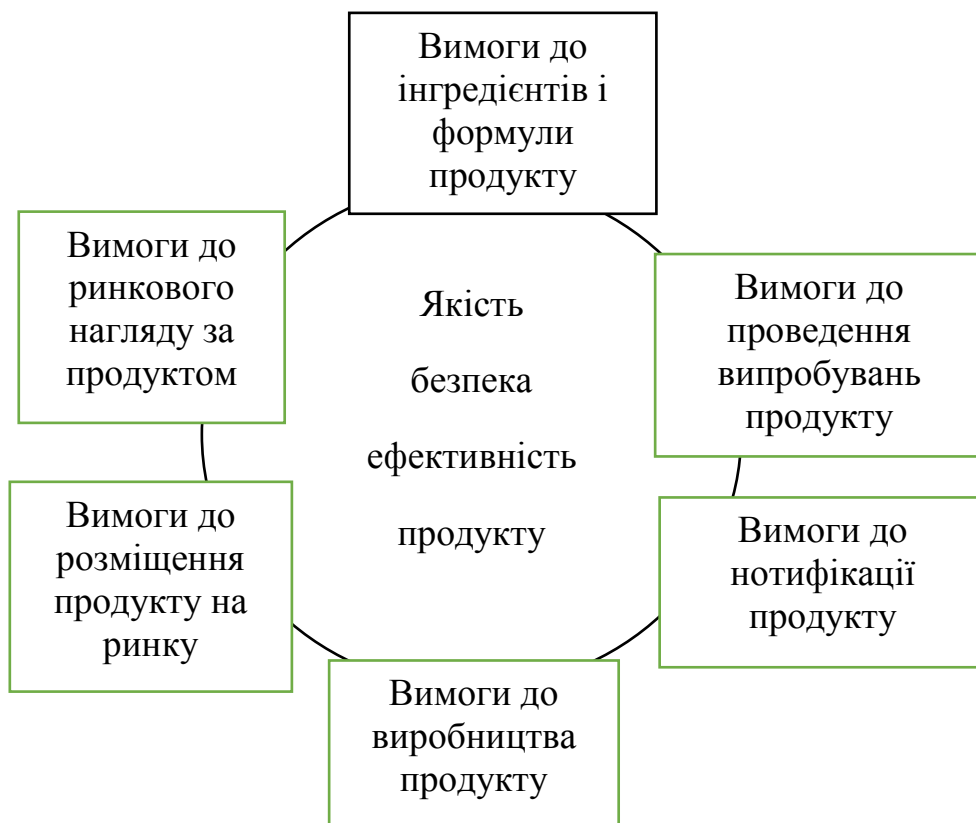 Вимоги до
інгредієнтів і
формули
продукту
Вимоги до
ринкового
нагляду за
продуктом
Якість
безпека
ефективність
продукту
Вимоги до
проведення
випробувань
продукту
Вимоги до
розміщення
продукту на
ринку
Вимоги до
нотифікації
продукту
Вимоги до
виробництва
продукту